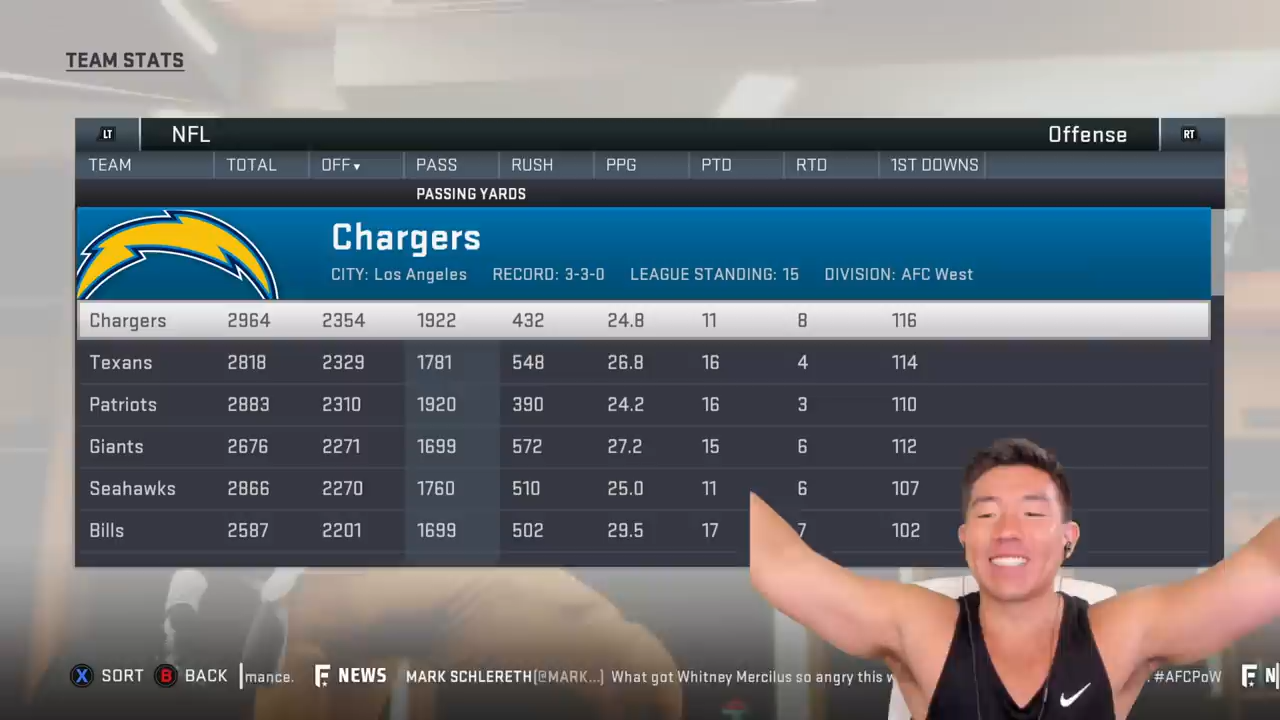 TEAM STATS
LT NFL Offense RT
TEAM TOTAL OFF▼ PASS RUSH PPG PTD RTD 1ST DOWNS
PASSING YARDS
Chargers
CITY: Los Angeles RECORD: 3-3-0 LEAGUE STANDING: 15 DIVISION: AFC West
Chargers 2964 2354 1922 432 24.8 11 8 116
Texans 2818 2329 1781 548 26.8 16 4 114
Patriots 2883 2310 1920 390 24.2 16 3 110
Giants 2676 2271 1699 572 27.2 15 6 112
Seahawks 2866 2270 1760 510 25.0 11 6 107
Bills 2587 2201 1699 502 29.5 17 7 102
X SORT B BACK mance. F NEWS MARK SCHLERETH(@MARK...) What got Whitney Mercilus so angry this . #AFCPoW F N